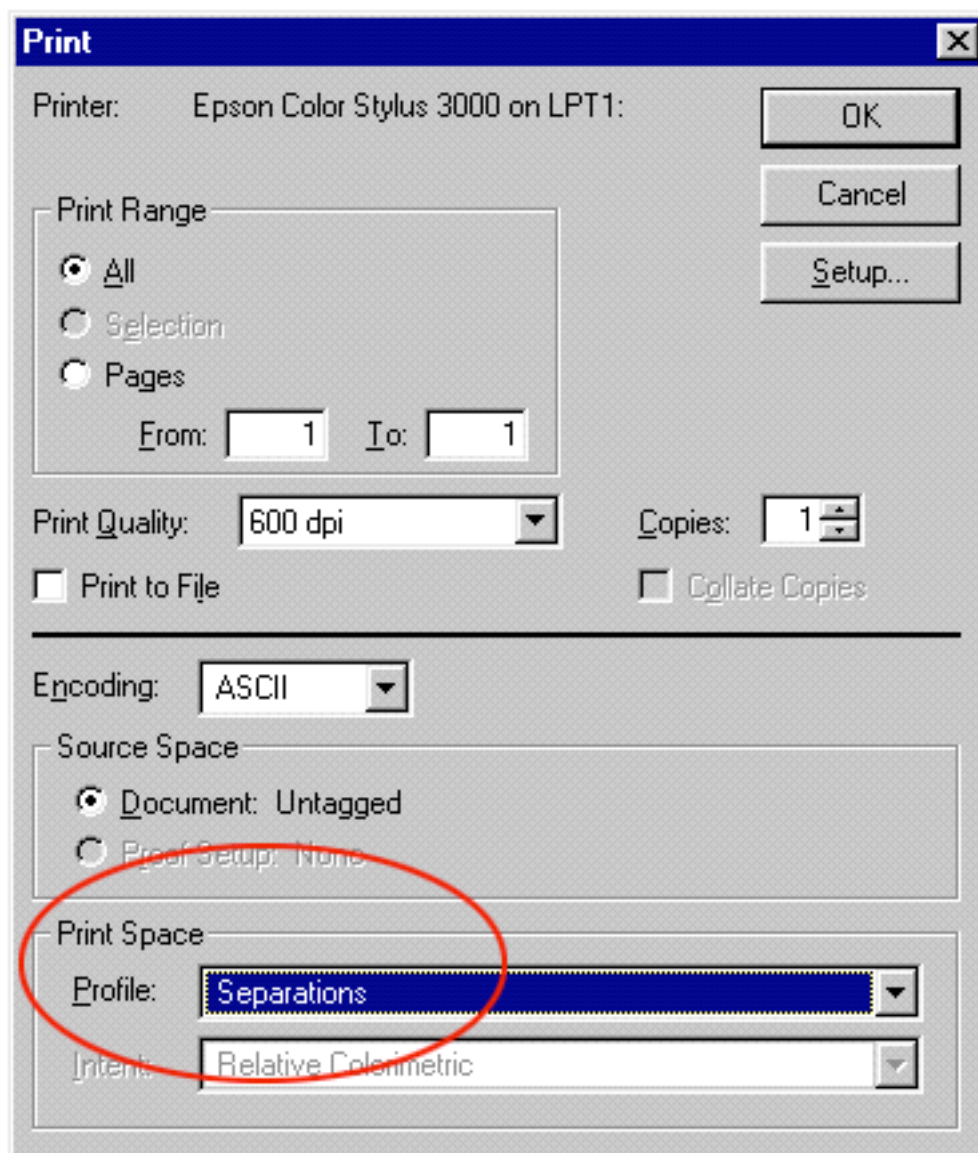 Print
Printer: Epson Color Stylus 3000 on LPT1:
OK
Cancel
Setup...
Print Range
All
Selection
Pages
From: 1 To: 1
Print Quality: 600 dpi
Copies: 1
Print to File
Collate Copies
Encoding: ASCII
Source Space
Document: Untagged
Proof Setup: None
Print Space
Profile: Separations
Intent: Relative Colorimetric